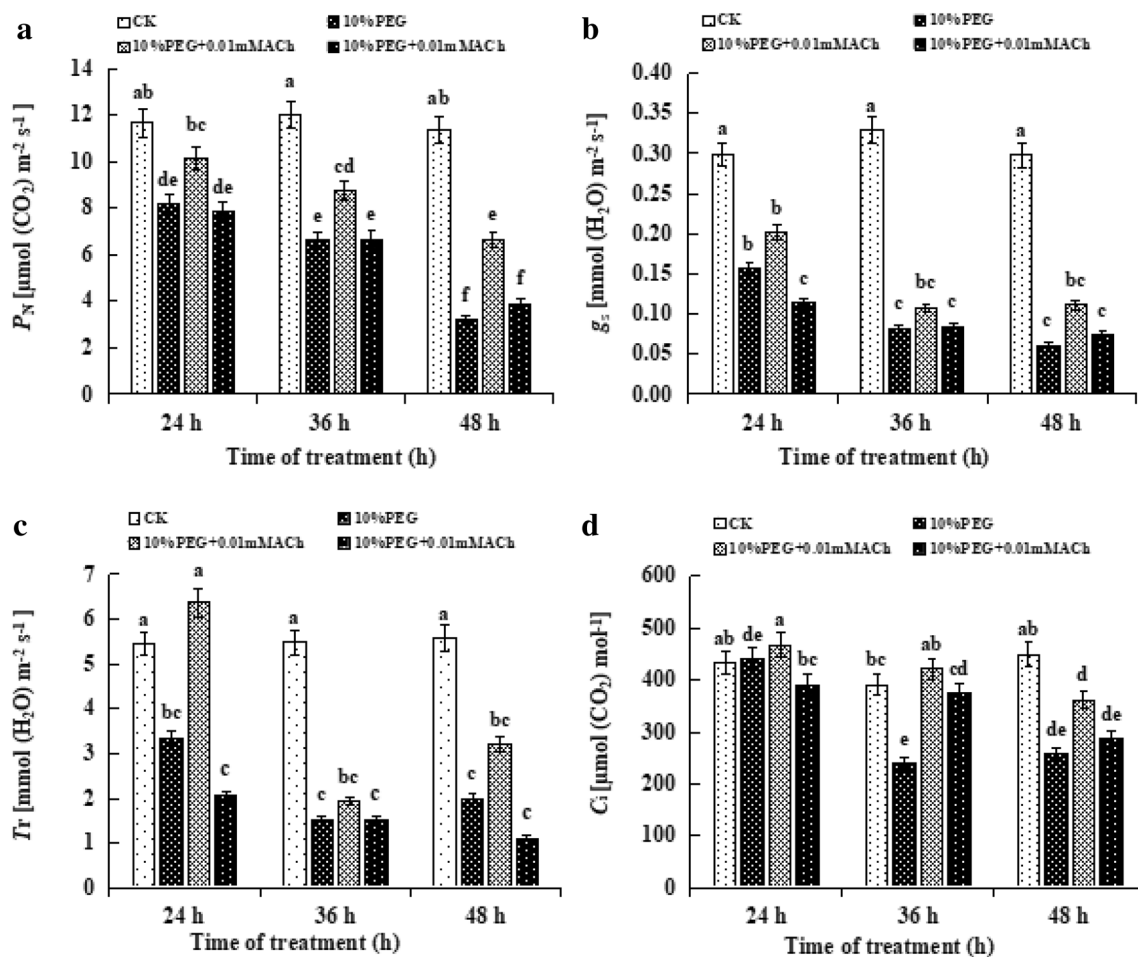 a
CK
10%PEG
10%PEG+0.01mMACh
10%PEG+0.01mMACh
P_N [µmol (CO₂) m⁻² s⁻¹ ]
14
12
10
8
6
4
2
0
ab
de
bc
de
a
e
cd
e
ab
f
e
f
24 h
36 h
48 h
Time of treatment (h)
b
CK
10%PEG
10%PEG+0.01mMACh
10%PEG+0.01mMACh
gₛ [mmol (H₂O) m⁻² s⁻¹]
0.40
0.35
0.30
0.25
0.20
0.15
0.10
0.05
0.00
a
b
b
c
a
c
bc
c
a
c
bc
c
24 h
36 h
48 h
Time of treatment (h)
c
CK
10%PEG
10%PEG+0.01mMACh
10%PEG+0.01mMACh
Tr [mmol (H₂O) m⁻² s⁻¹ ]
7
6
5
4
3
2
1
0
a
bc
a
c
a
c
bc
c
a
c
bc
c
24 h
36 h
48 h
Time of treatment (h)
d
CK
10%PEG
10%PEG+0.01mMACh
10%PEG+0.01mMACh
Cᵢ [µmol (CO₂) mol⁻¹
600
500
400
300
200
100
0
ab
de
a
bc
bc
e
ab
cd
ab
de
d
de
24 h
36 h
48 h
Time of treatment (h)